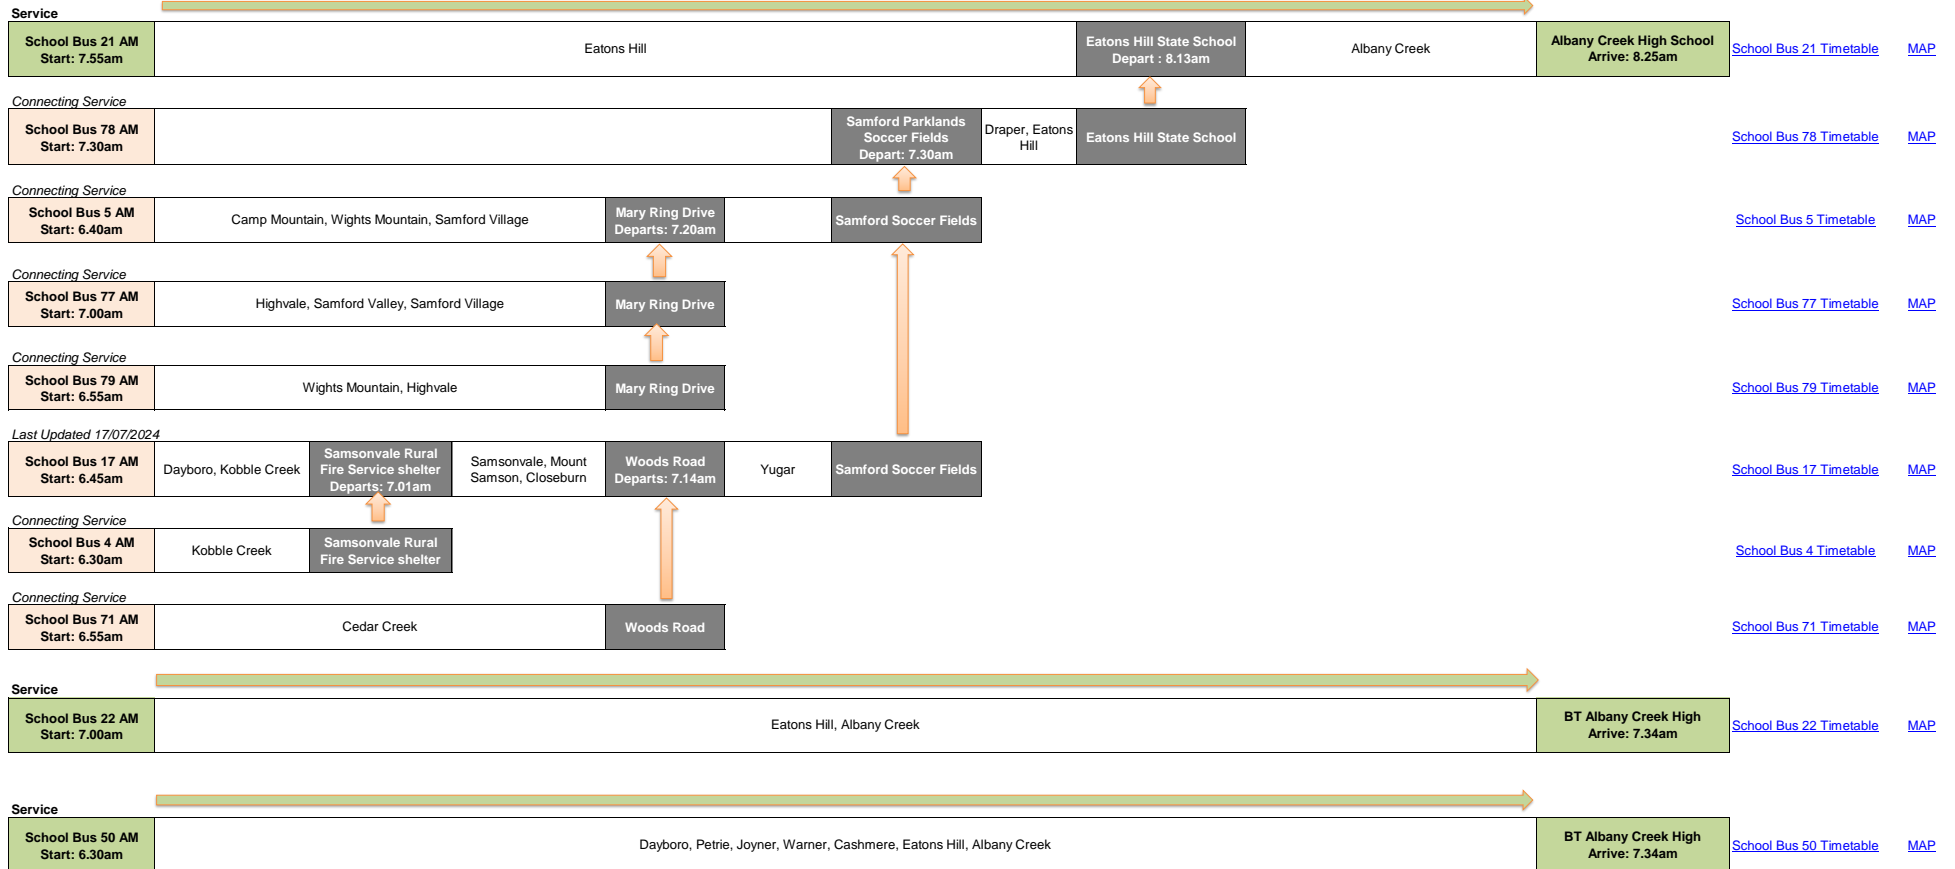 Service
School Bus 21 AM
Start: 7.55am
Eatons Hill
Eatons Hill State School
Depart : 8.13am
Albany Creek
Albany Creek High School
Arrive: 8.25am
School Bus 21 Timetable
MAP
Connecting Service
School Bus 78 AM
Start: 7.30am
Samford Parklands
Soccer Fields
Depart: 7.30am
Draper, Eatons
Hill
Eatons Hill State School
School Bus 78 Timetable
MAP
Connecting Service
School Bus 5 AM
Start: 6.40am
Camp Mountain, Wights Mountain, Samford Village
Mary Ring Drive
Departs: 7.20am
Samford Soccer Fields
School Bus 5 Timetable
MAP
Connecting Service
School Bus 77 AM
Start: 7.00am
Highvale, Samford Valley, Samford Village
Mary Ring Drive
School Bus 77 Timetable
MAP
Connecting Service
School Bus 79 AM
Start: 6.55am
Wights Mountain, Highvale
Mary Ring Drive
School Bus 79 Timetable
MAP
Last Updated 17/07/2024
School Bus 17 AM
Start: 6.45am
Dayboro, Kobble Creek
Samsonvale Rural
Fire Service shelter
Departs: 7.01am
Samsonvale, Mount
Samson, Closeburn
Woods Road
Departs: 7.14am
Yugar
Samford Soccer Fields
School Bus 17 Timetable
MAP
Connecting Service
School Bus 4 AM
Start: 6.30am
Kobble Creek
Samsonvale Rural
Fire Service shelter
School Bus 4 Timetable
MAP
Connecting Service
School Bus 71 AM
Start: 6.55am
Cedar Creek
Woods Road
School Bus 71 Timetable
MAP
Service
School Bus 22 AM
Start: 7.00am
Eatons Hill, Albany Creek
BT Albany Creek High
Arrive: 7.34am
School Bus 22 Timetable
MAP
Service
School Bus 50 AM
Start: 6.30am
Dayboro, Petrie, Joyner, Warner, Cashmere, Eatons Hill, Albany Creek
BT Albany Creek High
Arrive: 7.34am
School Bus 50 Timetable
MAP